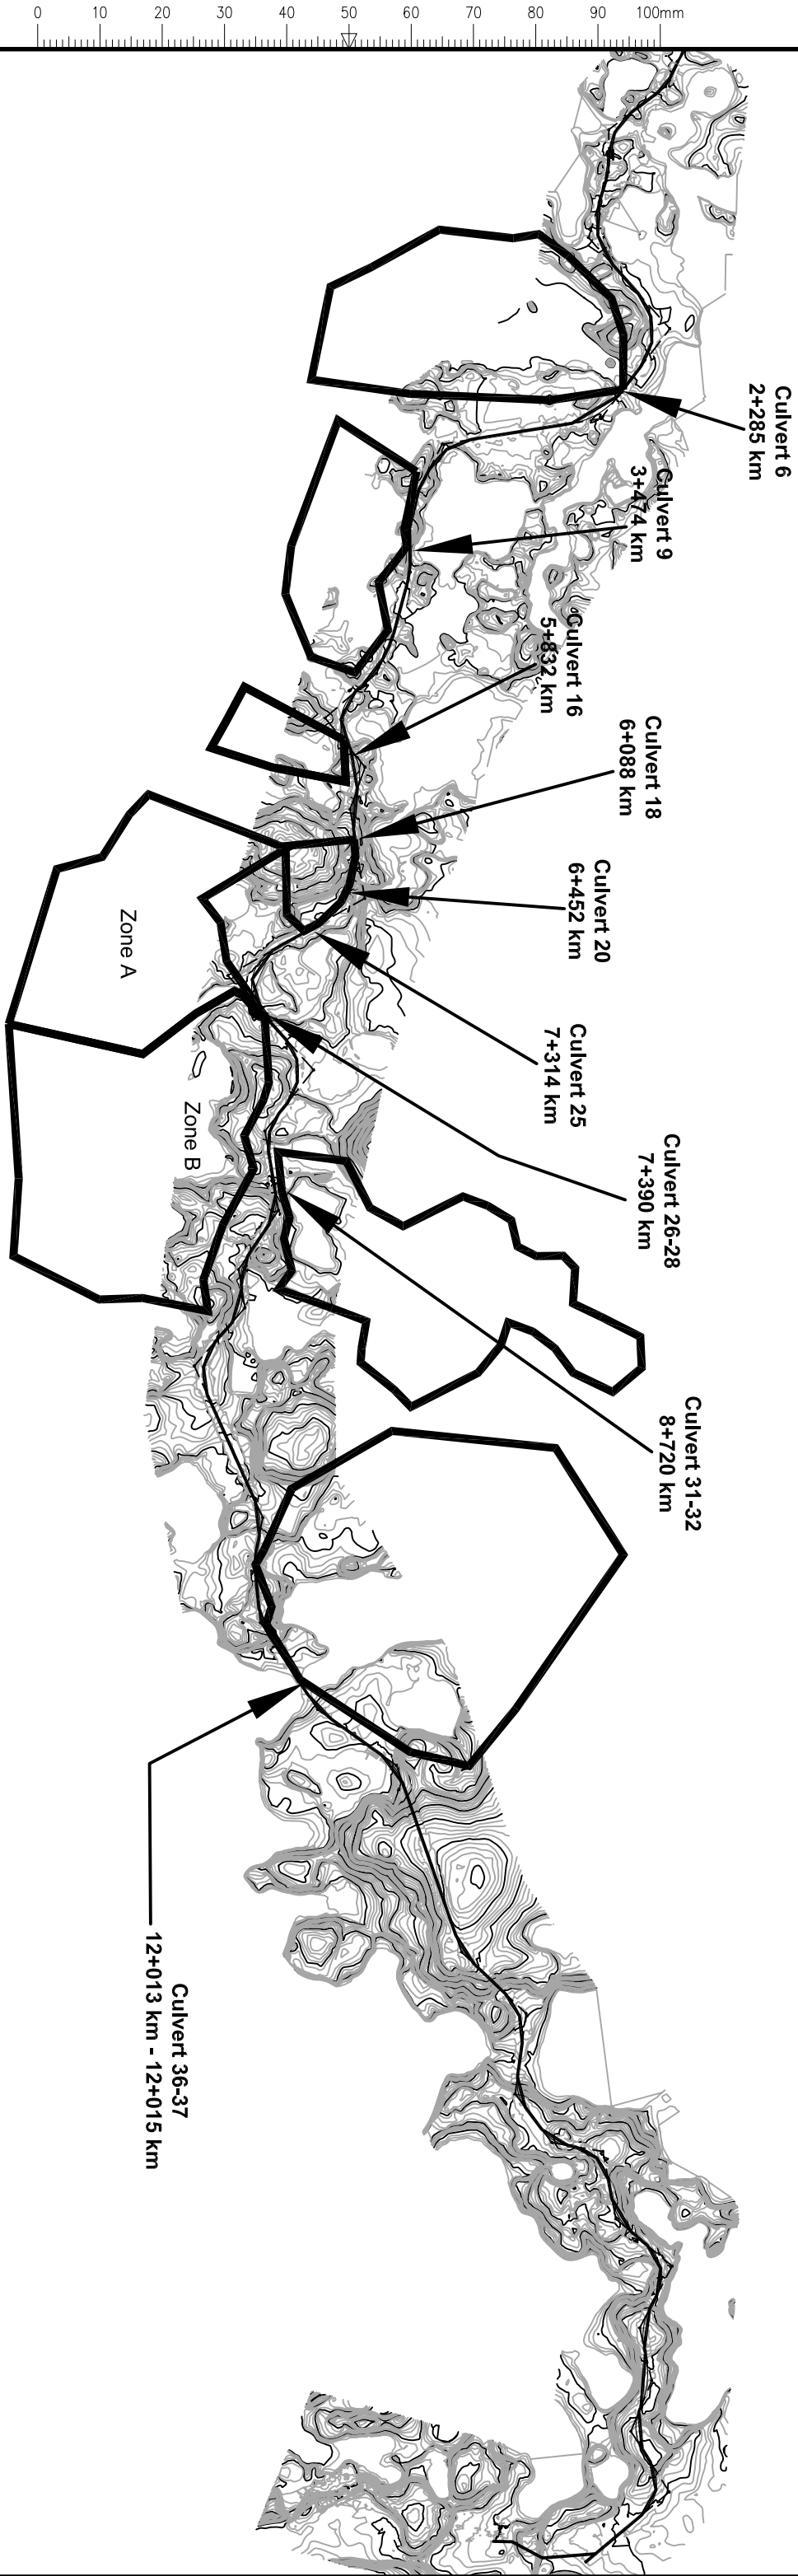 0 10 20 30 40 50 60 70 80 90 100mm
Culvert 6
2+285 km
Culvert 9
3+474 km
Culvert 16
5+832 km
Culvert 18
6+088 km
Culvert 20
6+452 km
Zone A
Culvert 25
7+314 km
Zone B
Culvert 26-28
7+390 km
Culvert 31-32
8+720 km
Culvert 36-37
12+013 km - 12+015 km